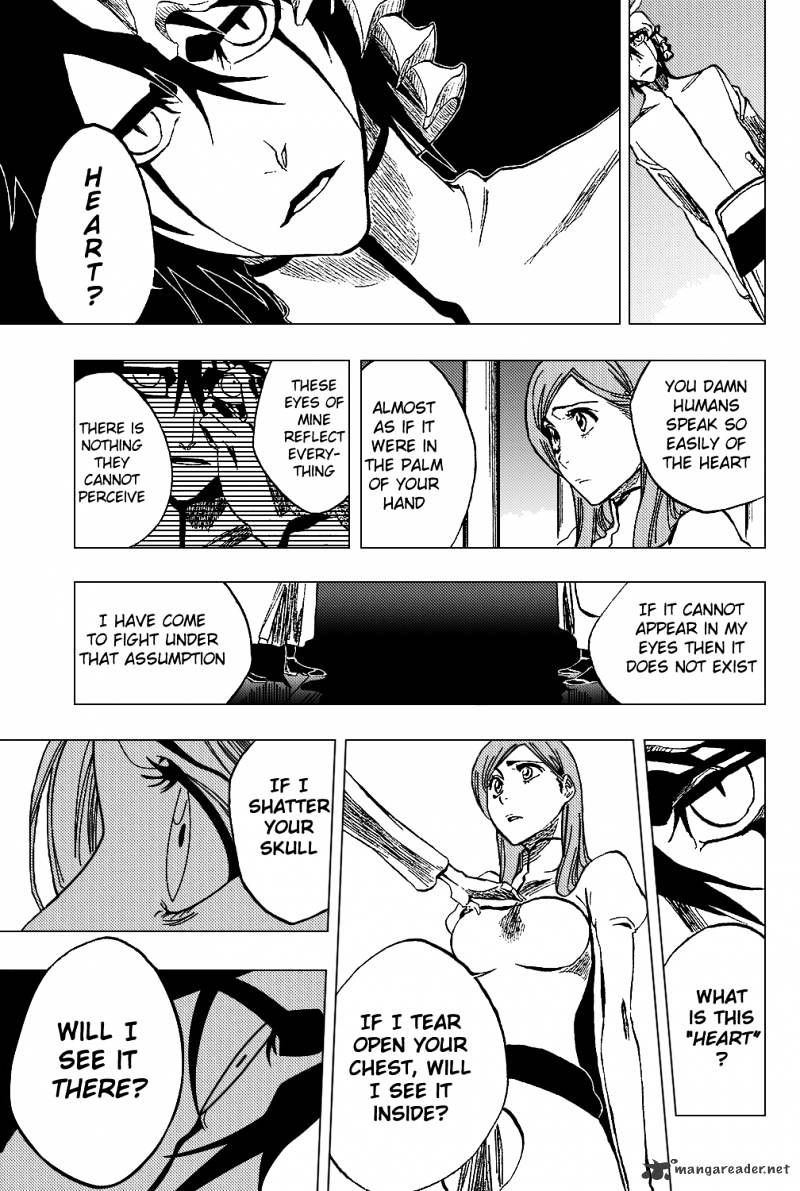 HEART?
YOU DAMN
HUMANS
SPEAK SO
EASILY OF
THE HEART
ALMOST
AS IF IT
WERE IN
THE PALM
OF YOUR
HAND
THESE
EYES OF
MINE
REFLECT
EVERY-
THING
THERE IS
NOTHING
THEY
CANNOT
PERCEIVE
IF IT CANNOT
APPEAR IN MY
EYES THEN IT
DOES NOT EXIST
I HAVE COME
TO FIGHT UNDER
THAT ASSUMPTION
WHAT
IS THIS
"HEART"
?
IF I TEAR
OPEN YOUR
CHEST, WILL
I SEE IT
INSIDE?
IF I
SHATTER
YOUR
SKULL
WILL I
SEE IT
THERE?
mangareader.net